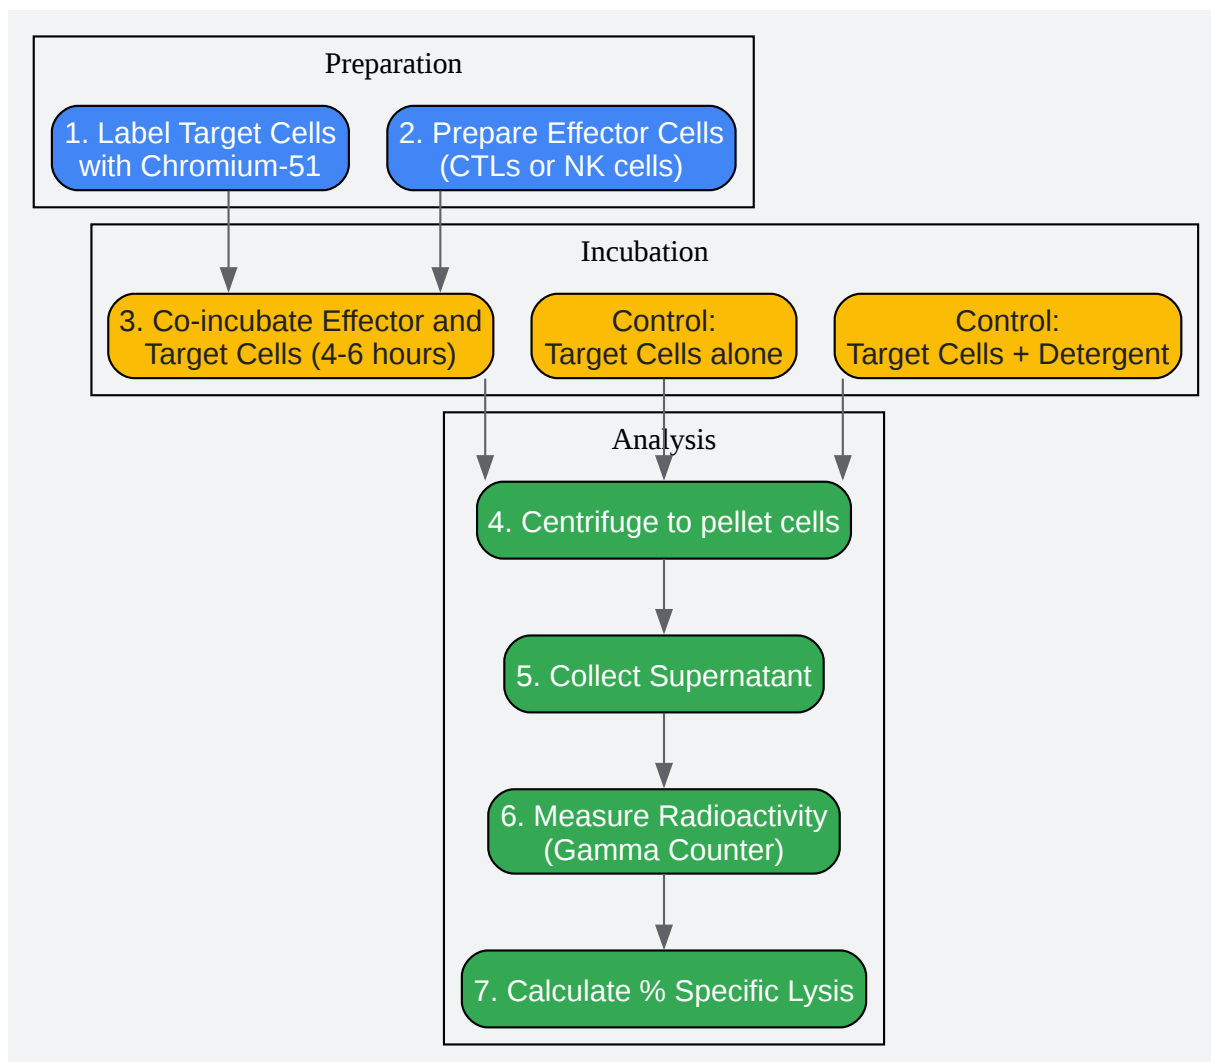 Preparation
1. Label Target Cells
with Chromium-51
2. Prepare Effector Cells
(CTLs or NK cells)
Incubation
3. Co-incubate Effector and
Target Cells (4-6 hours)
Control:
Target Cells alone
Control:
Target Cells + Detergent
Analysis
4. Centrifuge to pellet cells
5. Collect Supernatant
6. Measure Radioactivity
(Gamma Counter)
7. Calculate % Specific Lysis